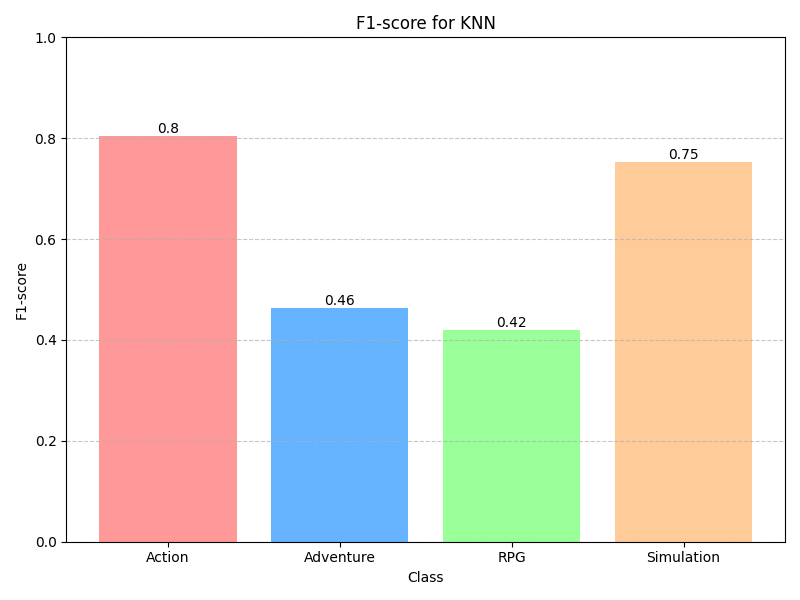 F1-score for KNN
1.0
0.8
0.6
0.4
0.2
0.0
F1-score
0.8
0.46
0.42
0.75
Action
Adventure
RPG
Simulation
Class